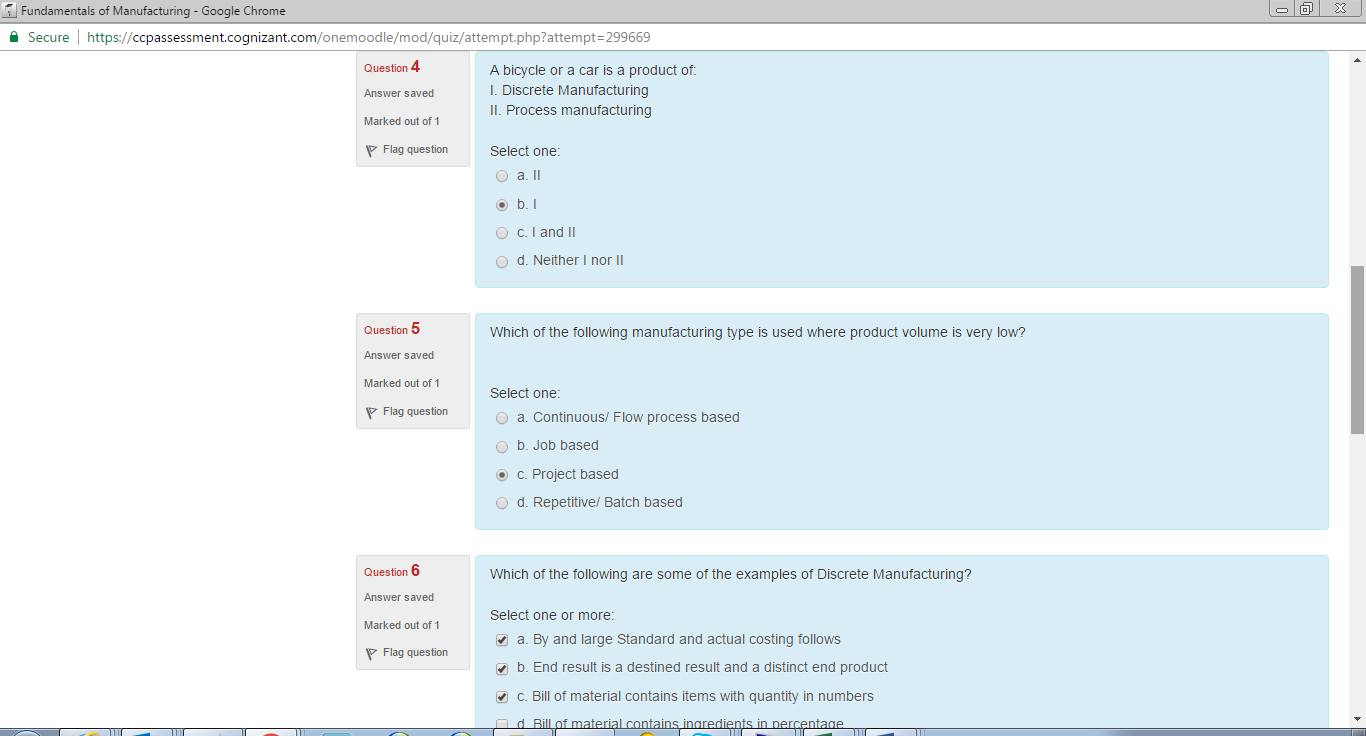 Fundamentals of Manufacturing - Google Chrome
Secure https://ccpassessment.cognizant.com/onemoodle/mod/quiz/attempt.php?attempt=299669
Question 4
Answer saved
Marked out of 1
Flag question
A bicycle or a car is a product of:
I. Discrete Manufacturing
II. Process manufacturing
Select one:
a. II
b. I
c. I and II
d. Neither I nor II
Question 5
Answer saved
Marked out of 1
Flag question
Which of the following manufacturing type is used where product volume is very low?
Select one:
a. Continuous/ Flow process based
b. Job based
c. Project based
d. Repetitive/ Batch based
Question 6
Answer saved
Marked out of 1
Flag question
Which of the following are some of the examples of Discrete Manufacturing?
Select one or more:
a. By and large Standard and actual costing follows
b. End result is a destined result and a distinct end product
c. Bill of material contains items with quantity in numbers
d. Bill of material contains ingredients in percentage